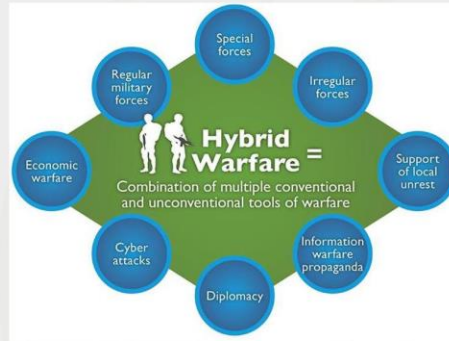 Special
forces
Regular
military
forces
Irregular
forces
Hybrid
Warfare =
Combination of multiple conventional
and unconventional tools of warfare
Economic
warfare
Support
of local
unrest
Cyber
attacks
Information
warfare
propaganda
Diplomacy